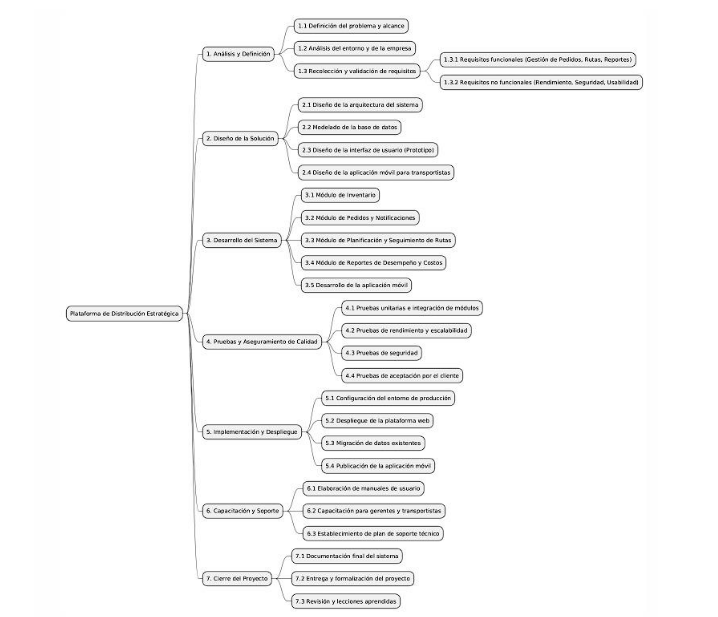 Plataforma de Distribución Estratégica
1. Análisis y Definición
1.1 Definición del problema y alcance
1.2 Análisis del entorno y de la empresa
1.3 Recolección y validación de requisitos
1.3.1 Requisitos funcionales (Gestión de Pedidos, Rutas, Reportes)
1.3.2 Requisitos no funcionales (Rendimiento, Seguridad, Usabilidad)
2. Diseño de la Solución
2.1 Diseño de la arquitectura del sistema
2.2 Modelado de la base de datos
2.3 Diseño de la interfaz de usuario (Prototipo)
2.4 Diseño de la aplicación móvil para transportistas
3. Desarrollo del Sistema
3.1 Módulo de Inventario
3.2 Módulo de Pedidos y Notificaciones
3.3 Módulo de Planificación y Seguimiento de Rutas
3.4 Módulo de Reportes de Desempeño y Costos
3.5 Desarrollo de la aplicación móvil
4. Pruebas y Aseguramiento de Calidad
4.1 Pruebas unitarias e integración de módulos
4.2 Pruebas de rendimiento y escalabilidad
4.3 Pruebas de seguridad
4.4 Pruebas de aceptación por el cliente
5. Implementación y Despliegue
5.1 Configuración del entorno de producción
5.2 Despliegue de la plataforma web
5.3 Migración de datos existentes
5.4 Publicación de la aplicación móvil
6. Capacitación y Soporte
6.1 Elaboración de manuales de usuario
6.2 Capacitación para gerentes y transportistas
6.3 Establecimiento de plan de soporte técnico
7. Cierre del Proyecto
7.1 Documentación final del sistema
7.2 Entrega y formalización del proyecto
7.3 Revisión y lecciones aprendidas